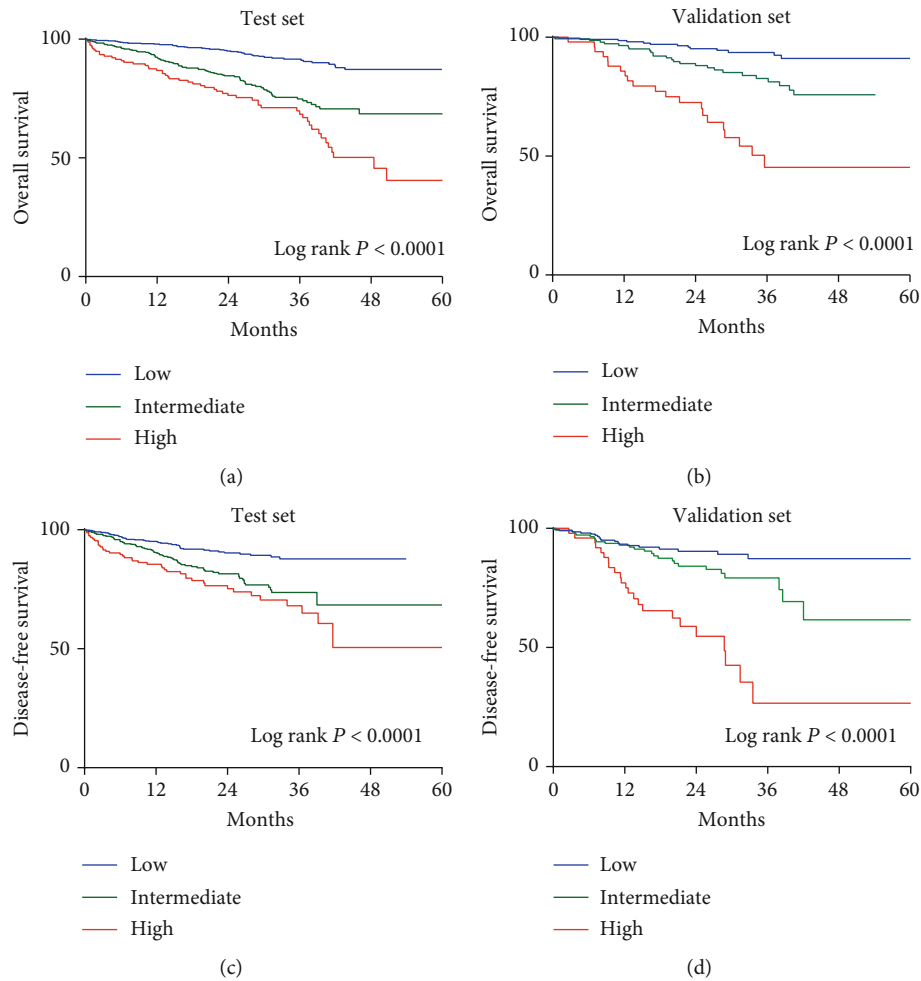 Test set
Overall survival
100
50
0
Log rank P < 0.0001
0 12 24 36 48 60
Months
Low
Intermediate
High
(a)
Validation set
Overall survival
100
50
0
Log rank P < 0.0001
0 12 24 36 48 60
Months
Low
Intermediate
High
(b)
Test set
Disease-free survival
100
50
0
Log rank P < 0.0001
0 12 24 36 48 60
Months
Low
Intermediate
High
(c)
Validation set
Disease-free survival
100
50
0
Log rank P < 0.0001
0 12 24 36 48 60
Months
Low
Intermediate
High
(d)